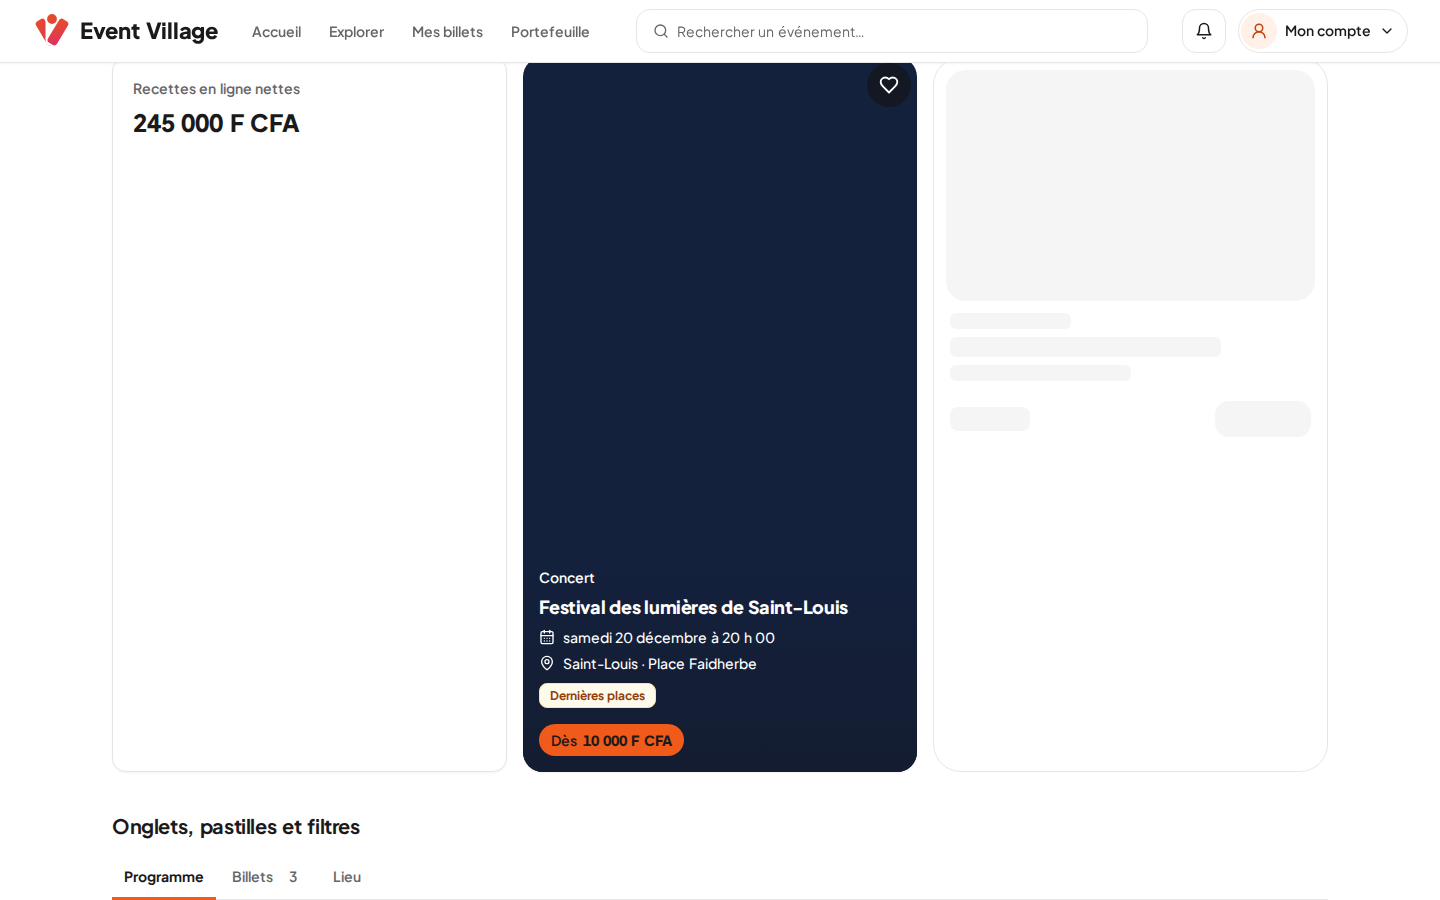 Event Village
Accueil
Explorer
Mes billets
Portefeuille
Rechercher un événement...
Mon compte
Recettes en ligne nettes
245 000 F CFA
Concert
Festival des lumières de Saint-Louis
samedi 20 décembre à 20 h 00
Saint-Louis · Place Faidherbe
Dernières places
Dès 10 000 F CFA
Onglets, pastilles et filtres
Programme
Billets 3
Lieu